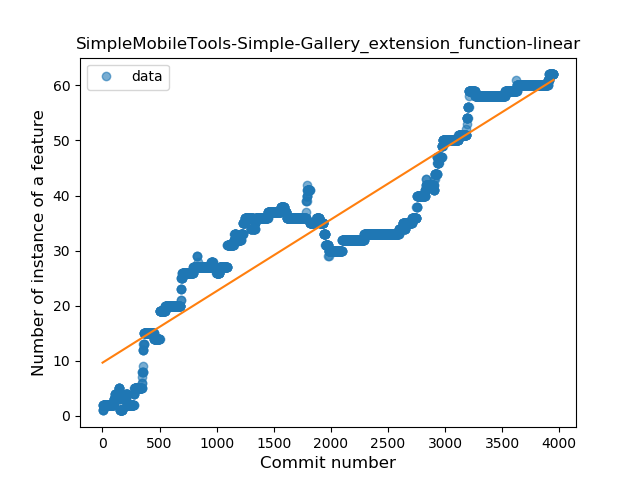 SimpleMobileTools-Simple-Gallery_extension_function-linear
data
Number of instance of a feature
60
50
40
30
20
10
0
0 500 1000 1500 2000 2500 3000 3500 4000
Commit number